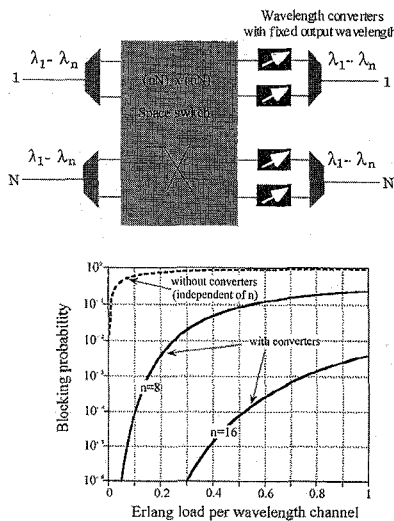 Wavelength converters
with fixed output wavelength
λ1- λn
λ1- λn
1
(nN) x (nN)
1
Space switch
λ1- λn
λ1- λn
N
N
Blocking probability
10^0
10^-1
10^-2
10^-3
10^-4
10^-5
without converters
(independent of n)
with converters
n=8
n=16
0
0.2
0.4
0.6
0.8
1
Erlang load per wavelength channel